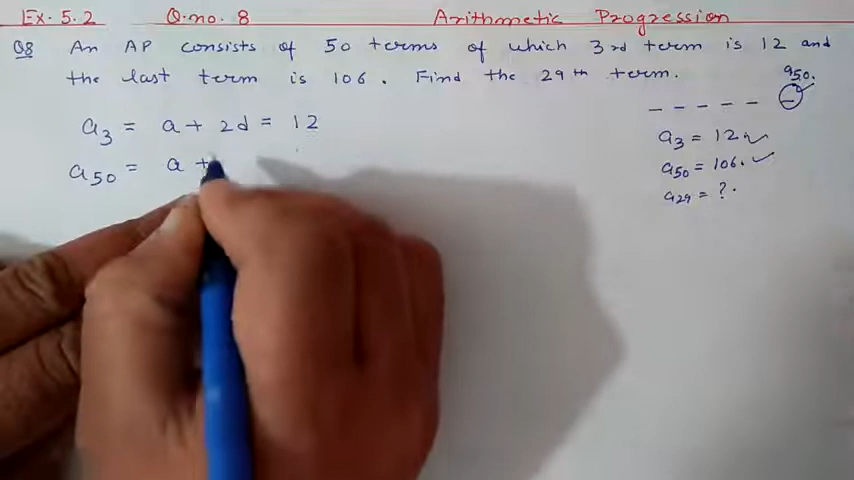 Ex. 5.2 Q.no. 8 Arithmetic Progression
Q8 An AP consists of 50 terms of which 3rd term is 12 and
the last term is 106. Find the 29th term.
a50.
_ _ _ _ _ _
a3 = a + 2d = 12
a50 = a +
a3 = 12
a50 = 106.
a29 = ?.